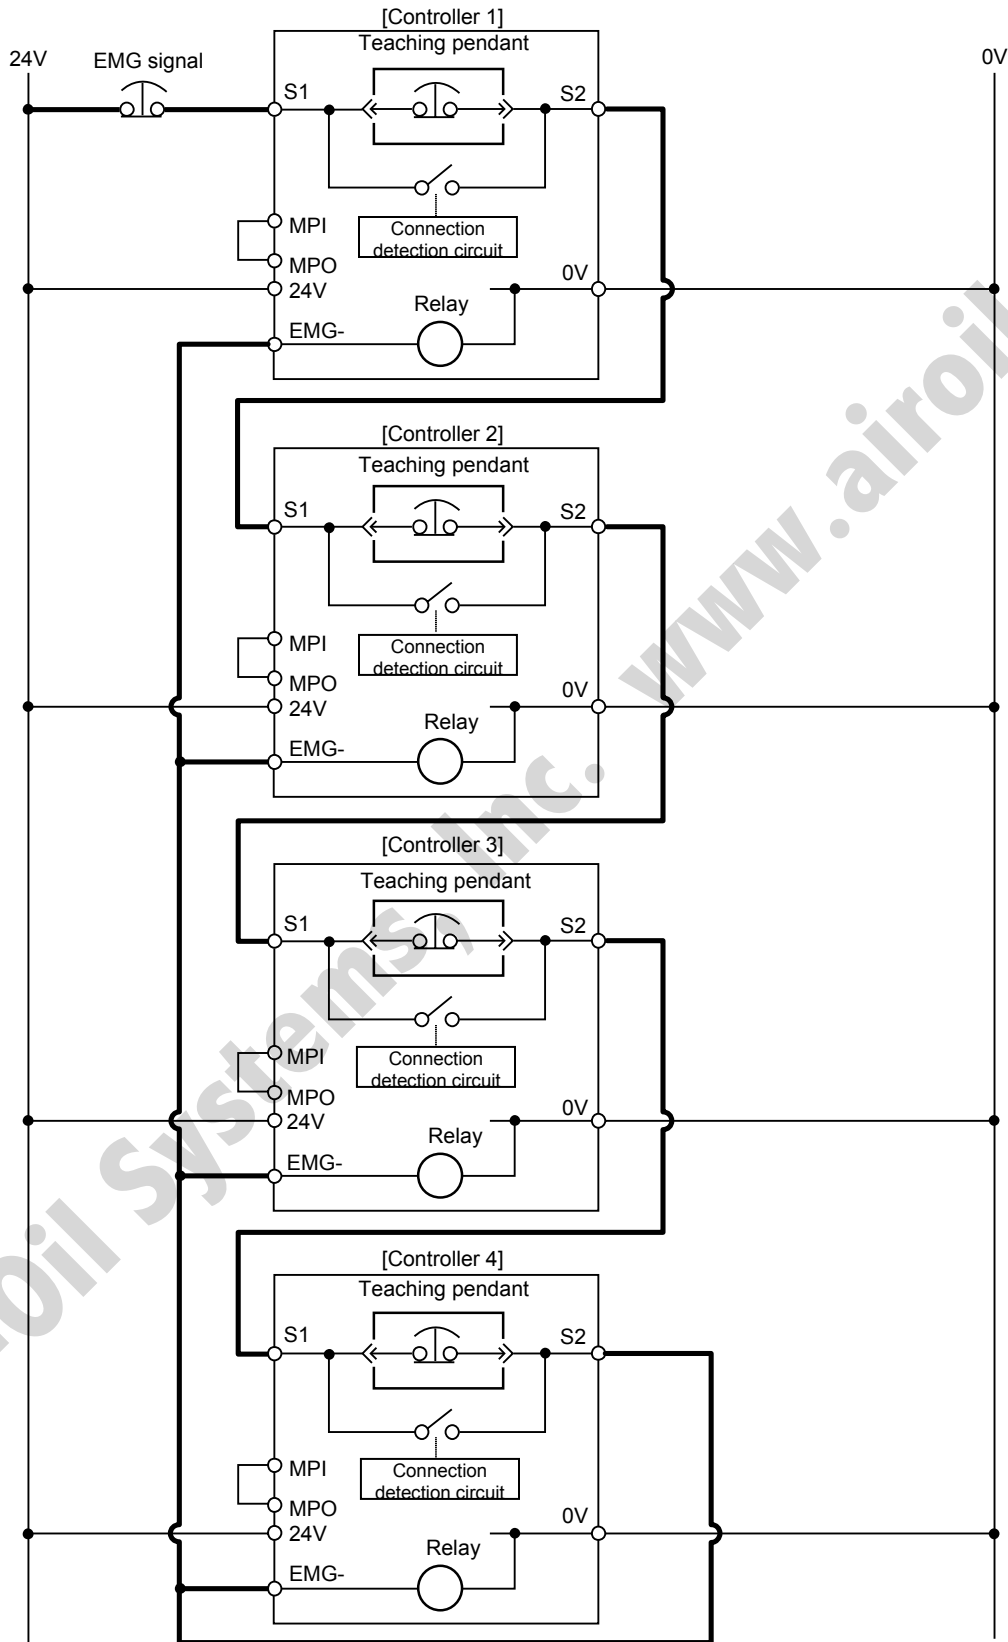 [Controller 1]
24V
EMG signal
Teaching pendant
0V
S1
S2
MPI
Connection
detection circuit
MPO
0V
24V
Relay
EMG-
[Controller 2]
Teaching pendant
S1
S2
MPI
Connection
detection circuit
MPO
0V
24V
Relay
EMG-
[Controller 3]
Teaching pendant
S1
S2
MPI
Connection
detection circuit
MPO
0V
24V
Relay
EMG-
[Controller 4]
Teaching pendant
S1
S2
MPI
Connection
detection circuit
MPO
0V
24V
Relay
EMG-
Oil Systems, Inc. www.airoil